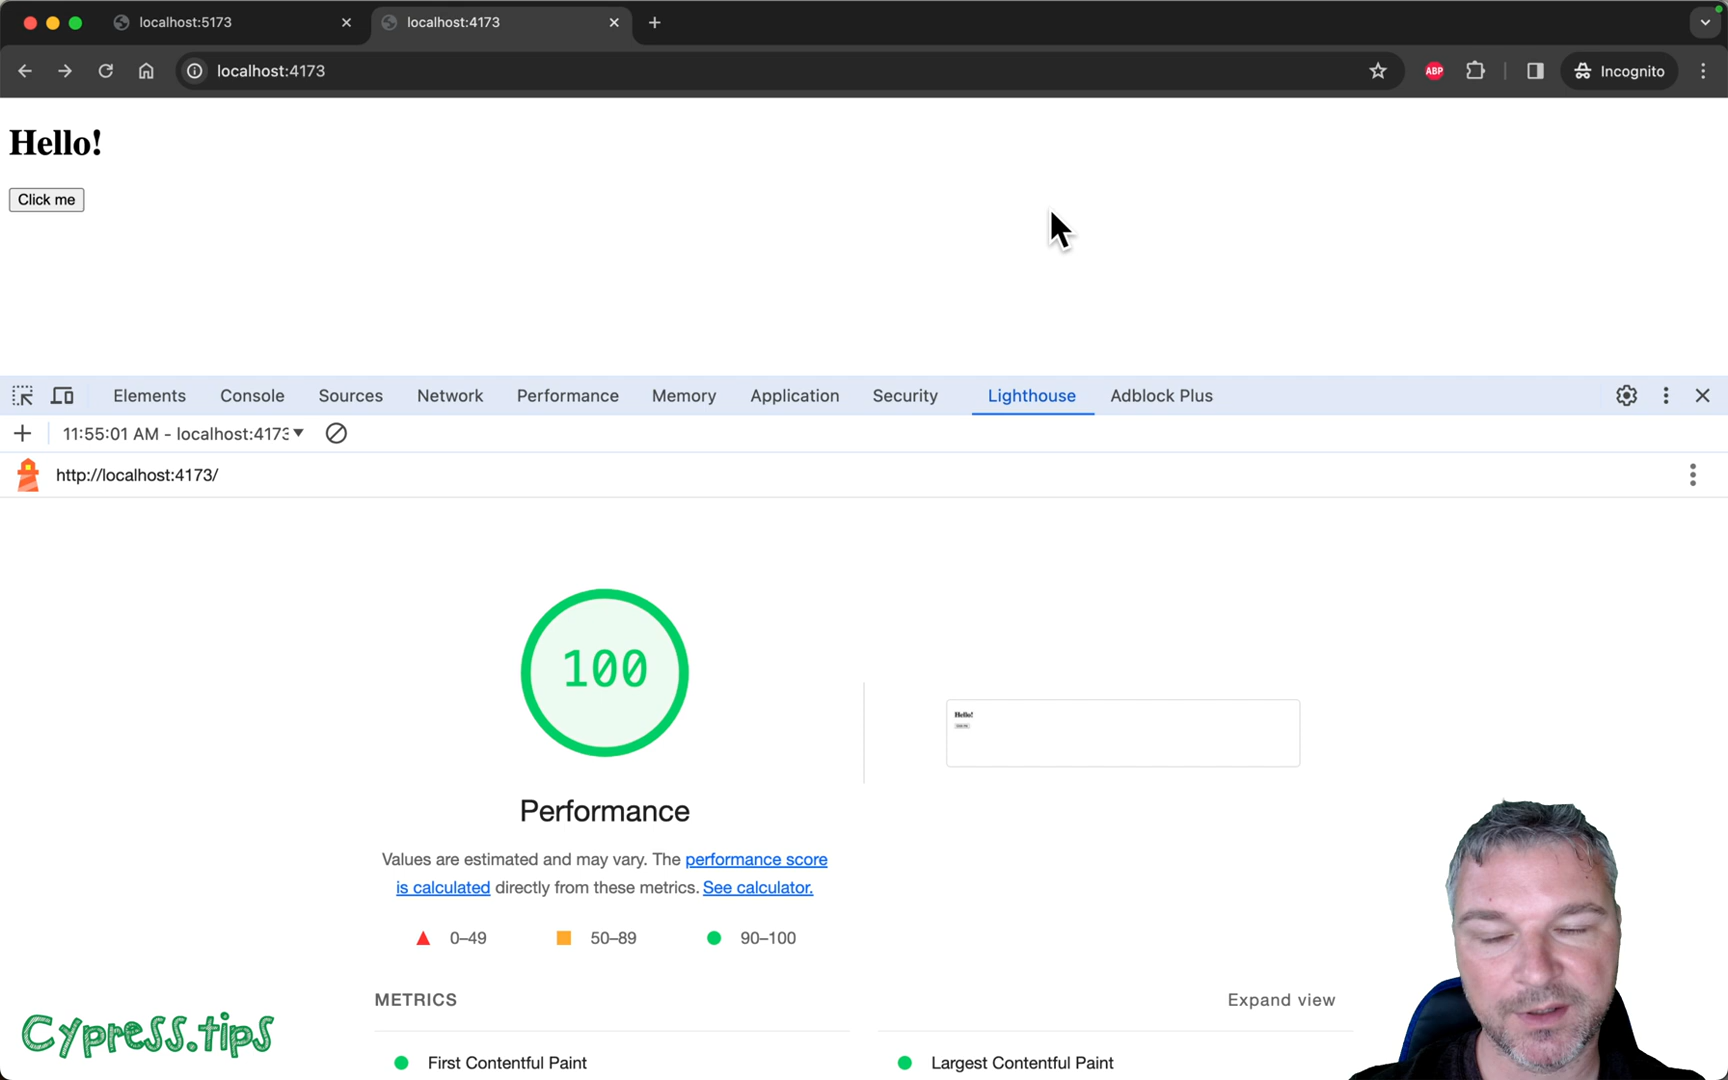 localhost:5173
localhost:4173
localhost:4173
ABP
Incognito
Hello!
Click me
Elements
Console
Sources
Network
Performance
Memory
Application
Security
Lighthouse
Adblock Plus
11:55:01 AM - localhost:4173
http://localhost:4173/
100
Hello!
Performance
Values are estimated and may vary. The performance score
is calculated directly from these metrics. See calculator.
0–49
50–89
90–100
METRICS
Expand view
First Contentful Paint
Largest Contentful Paint
Cypress.tips